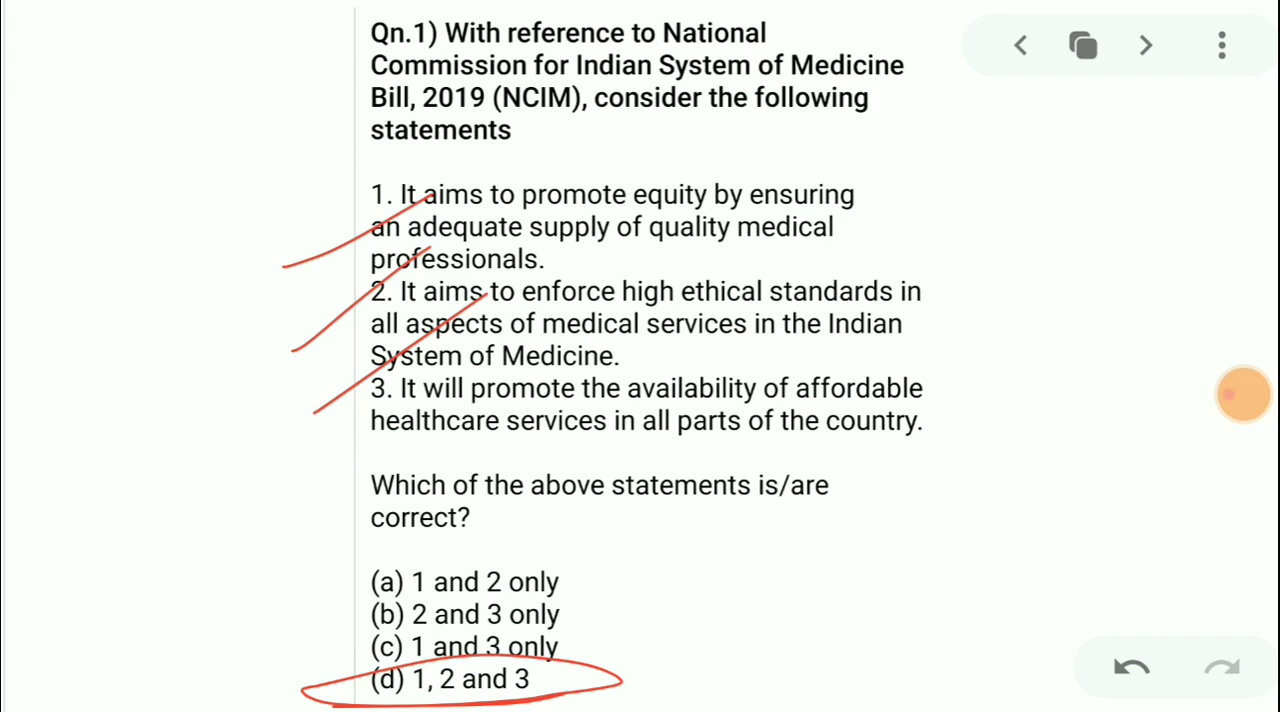 Qn.1) With reference to National
Commission for Indian System of Medicine
Bill, 2019 (NCIM), consider the following
statements
1. It aims to promote equity by ensuring
an adequate supply of quality medical
professionals.
2. It aims to enforce high ethical standards in
all aspects of medical services in the Indian
System of Medicine.
3. It will promote the availability of affordable
healthcare services in all parts of the country.
Which of the above statements is/are
correct?
(a) 1 and 2 only
(b) 2 and 3 only
(c) 1 and 3 only
(d) 1, 2 and 3